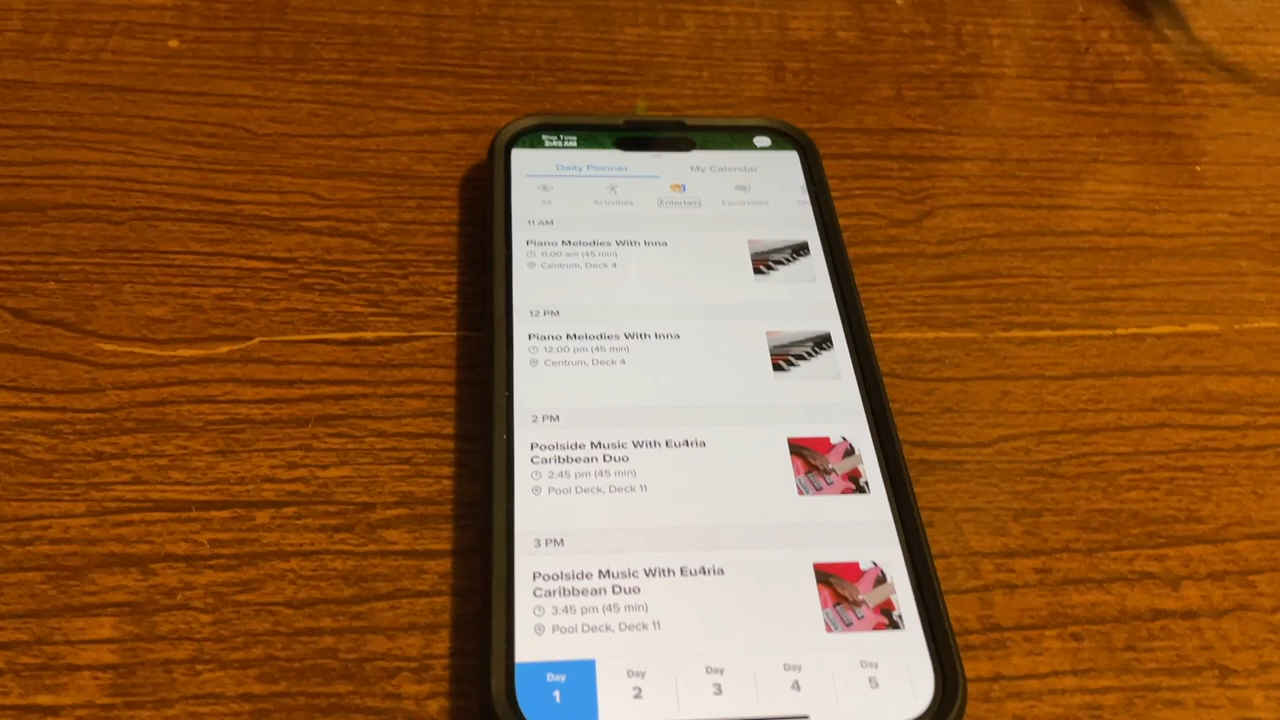 Ship Time
Daily Planner My Calendar
All Activities Entertain Excursions
11 AM
Piano Melodies With Inna
11:00 am (45 min)
Centrum, Deck 4
12 PM
Piano Melodies With Inna
12:00 pm (45 min)
Centrum, Deck 4
2 PM
Poolside Music With Eu4ria
Caribbean Duo
2:45 pm (45 min)
Pool Deck, Deck 11
3 PM
Poolside Music With Eu4ria
Caribbean Duo
3:45 pm (45 min)
Pool Deck, Deck 11
Day Day Day Day Day
1 2 3 4 5